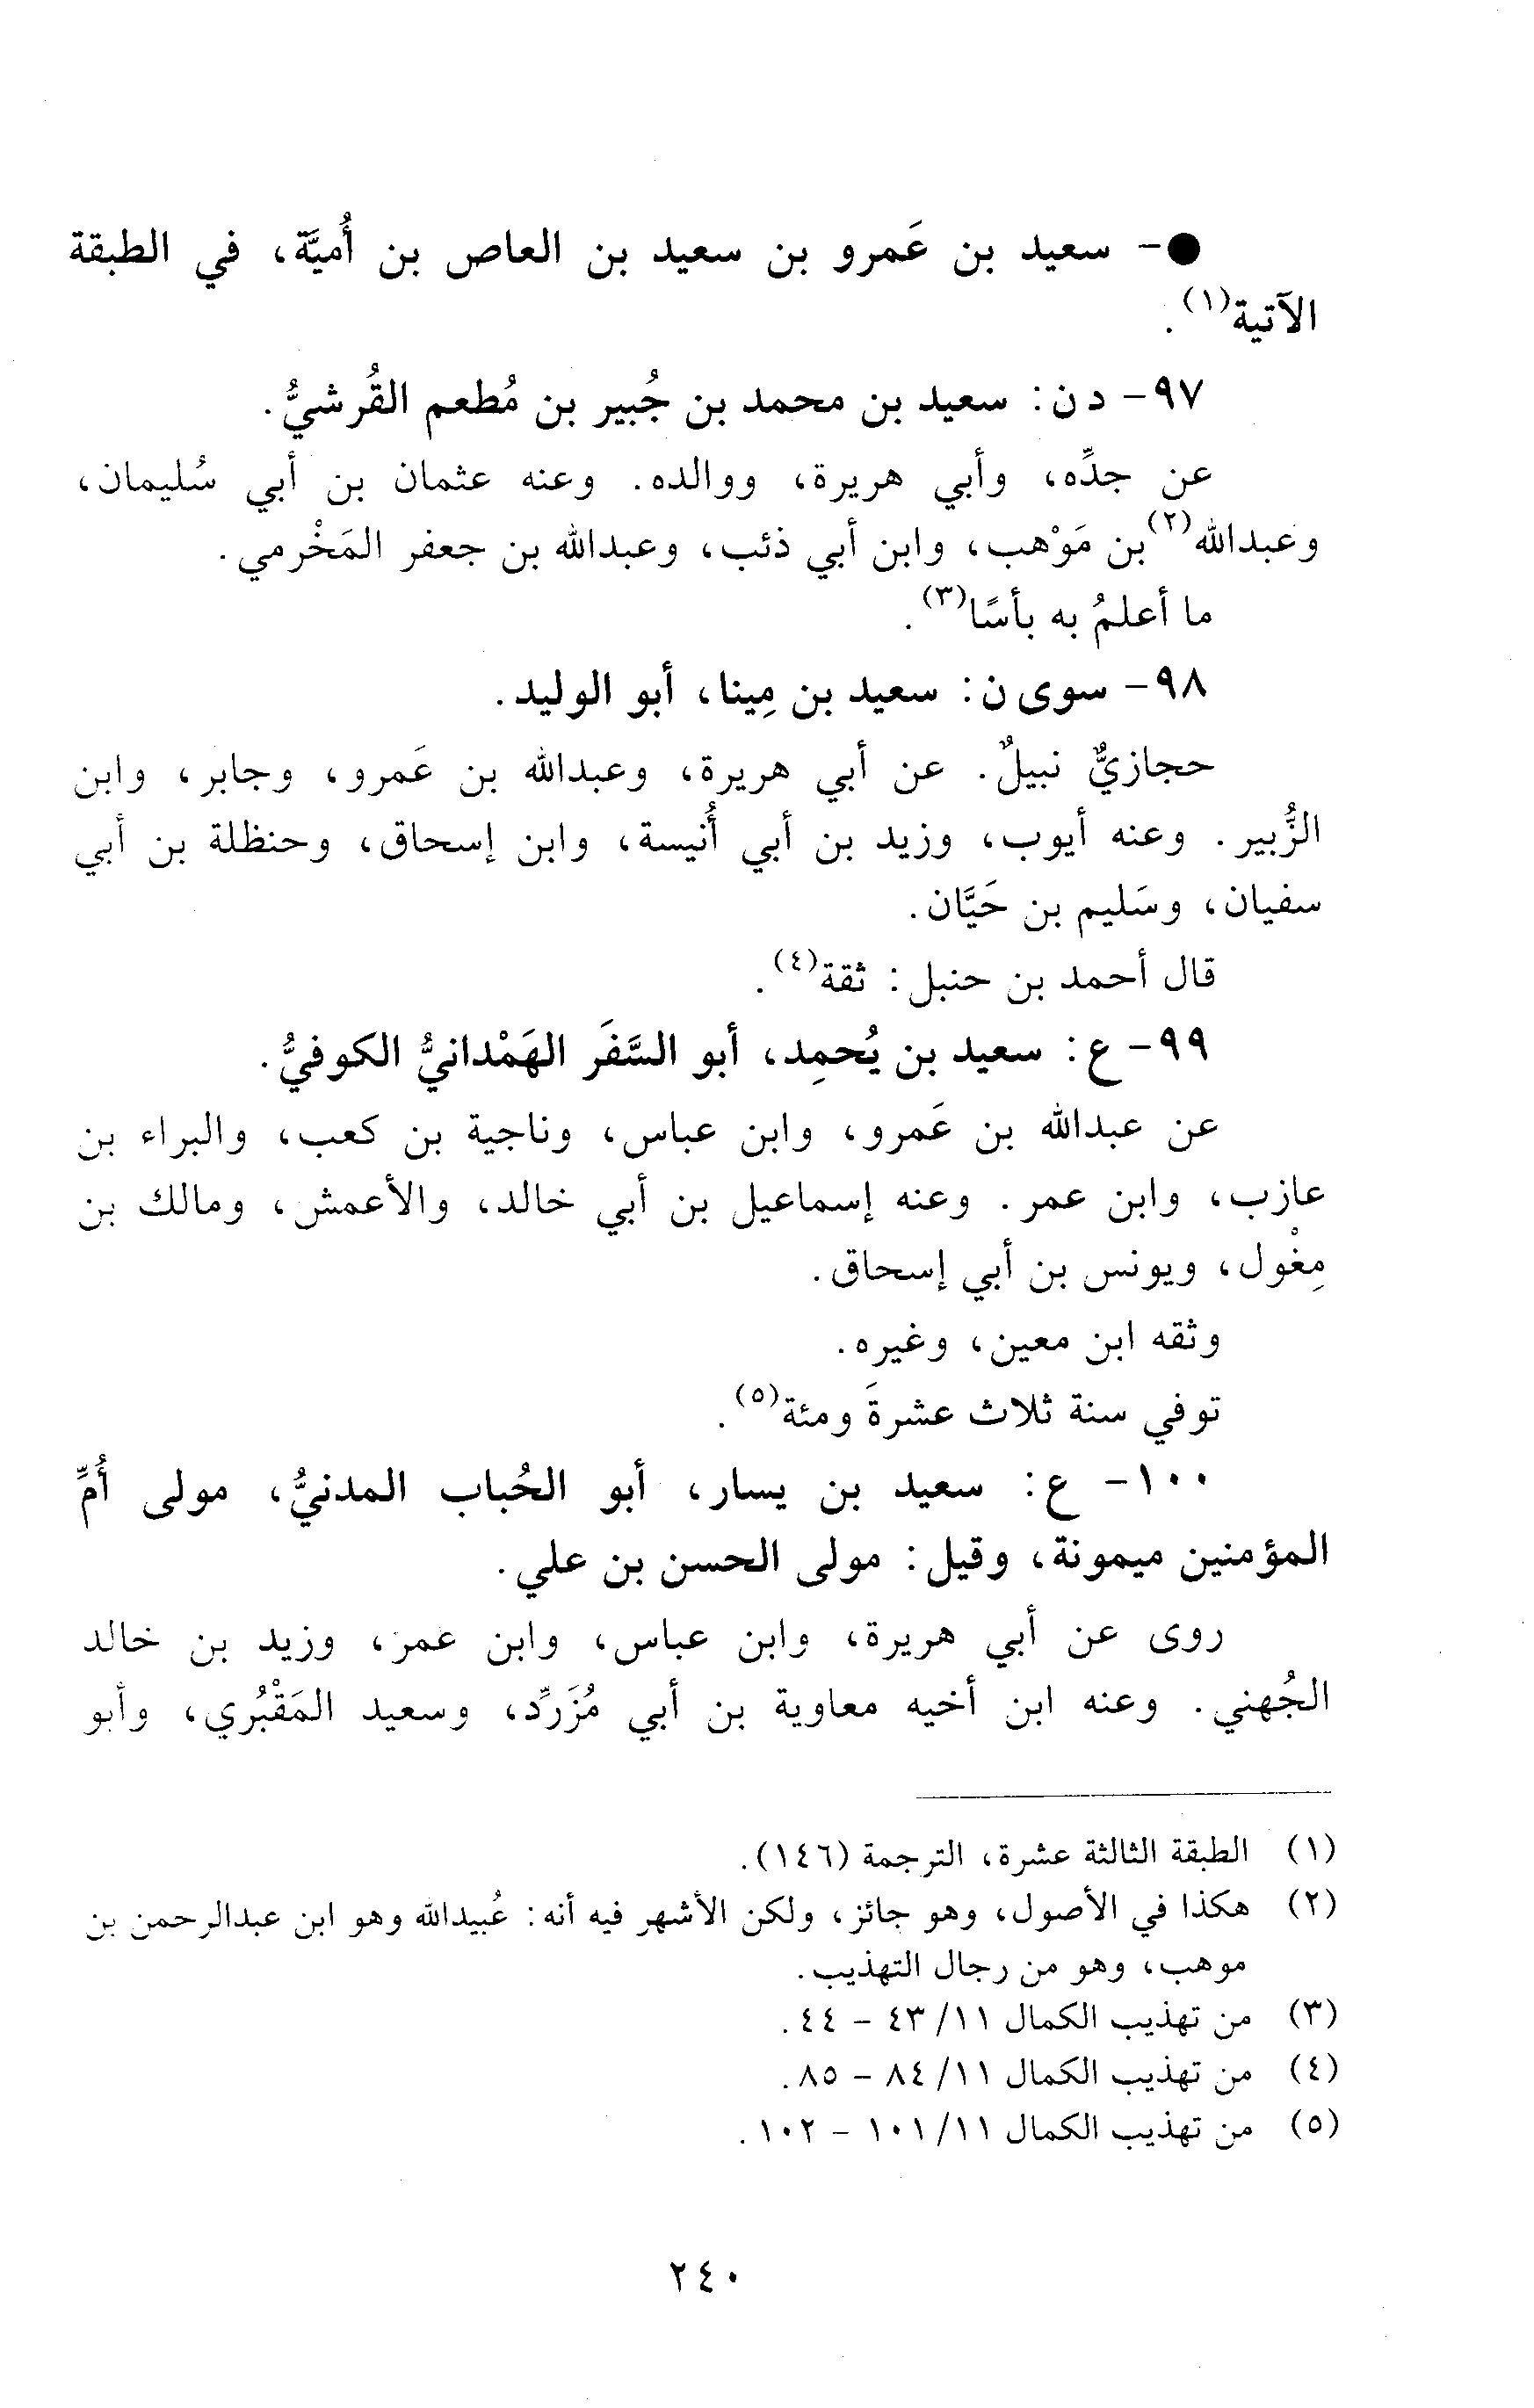 ●- سعيد بن عَمرو بن سعيد بن العاص بن أُميَّة، في الطبقة
الآتية(١).
٩٧- د ن: سعيد بن محمد بن جُبير بن مُطعم القُرشيُّ.
عن جدِّه، وأبي هريرة، ووالده. وعنه عثمان بن أبي سُليمان،
وعبدالله(٢) بن مَوْهب، وابن أبي ذئب، وعبدالله بن جعفر المَخْرمي.
ما أعلمُ به بأسًا(٣).
٩٨- سوى ن: سعيد بن مِينا، أبو الوليد.
حجازيٌّ نبيلٌ. عن أبي هريرة، وعبدالله بن عَمرو، وجابر، وابن
الزُّبير. وعنه أيوب، وزيد بن أبي أُنيسة، وابن إسحاق، وحنظلة بن أبي
سفيان، وسَليم بن حَيَّان.
قال أحمد بن حنبل: ثقة(٤).
٩٩- ع: سعيد بن يُحمِد، أبو السَّفَر الهَمْدانيُّ الكوفيُّ.
عن عبدالله بن عَمرو، وابن عباس، وناجية بن كعب، والبراء بن
عازب، وابن عمر. وعنه إسماعيل بن أبي خالد، والأعمش، ومالك بن
مِغْول، ويونس بن أبي إسحاق.
وثقه ابن معين، وغيره.
توفي سنة ثلاث عشرةَ ومئة(٥).
١٠٠- ع: سعيد بن يسار، أبو الحُباب المدنيُّ، مولى أُمِّ
المؤمنين ميمونة، وقيل: مولى الحسن بن علي.
روى عن أبي هريرة، وابن عباس، وابن عمر، وزيد بن خالد
الجُهني. وعنه ابن أخيه معاوية بن أبي مُزَرِّد، وسعيد المَقْبُري، وأبو
(١) الطبقة الثالثة عشرة، الترجمة (١٤٦).
(٢) هكذا في الأصول، وهو جائز، ولكن الأشهر فيه أنه: عُبيدالله وهو ابن عبدالرحمن بن
موهب، وهو من رجال التهذيب.
(٣) من تهذيب الكمال ١١/ ٤٣ - ٤٤.
(٤) من تهذيب الكمال ١١/ ٨٤ - ٨٥.
(٥) من تهذيب الكمال ١١/ ١٠١ - ١٠٢.
٢٤٠